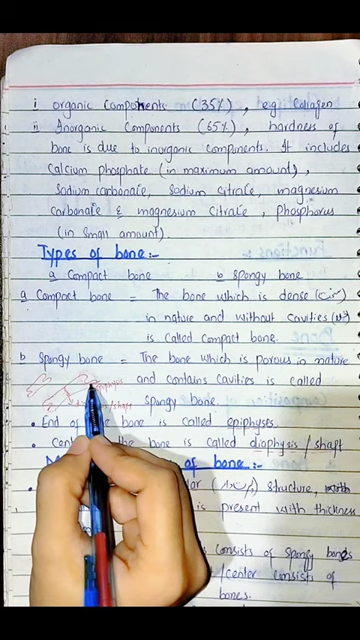 i organic components (35%), e.g Collagen
ii Inorganic Components (65%), hardness of
bone is due to inorganic components. It includes
Calcium phosphate (in maximum amount),
Sodium carbonate, Sodium citrate, magnesium
Carbonate & magnesium Citrate, Phosphorus
(in small amount)
Types of bone:-
a Compact bone b Spongy bone
a Compact bone = The bone which is dense
in nature and without cavities
is called compact bone.
b Spongy bone = The bone which is porous in nature
and contains cavities is called
Spongy bone.
/shaft
• End of the bone is called epiphyses.
• the bone is called diaphysis / shaft
of bone:-
structure, with
is present with thickness
consists of Spongy bones
/center consists of
bones.